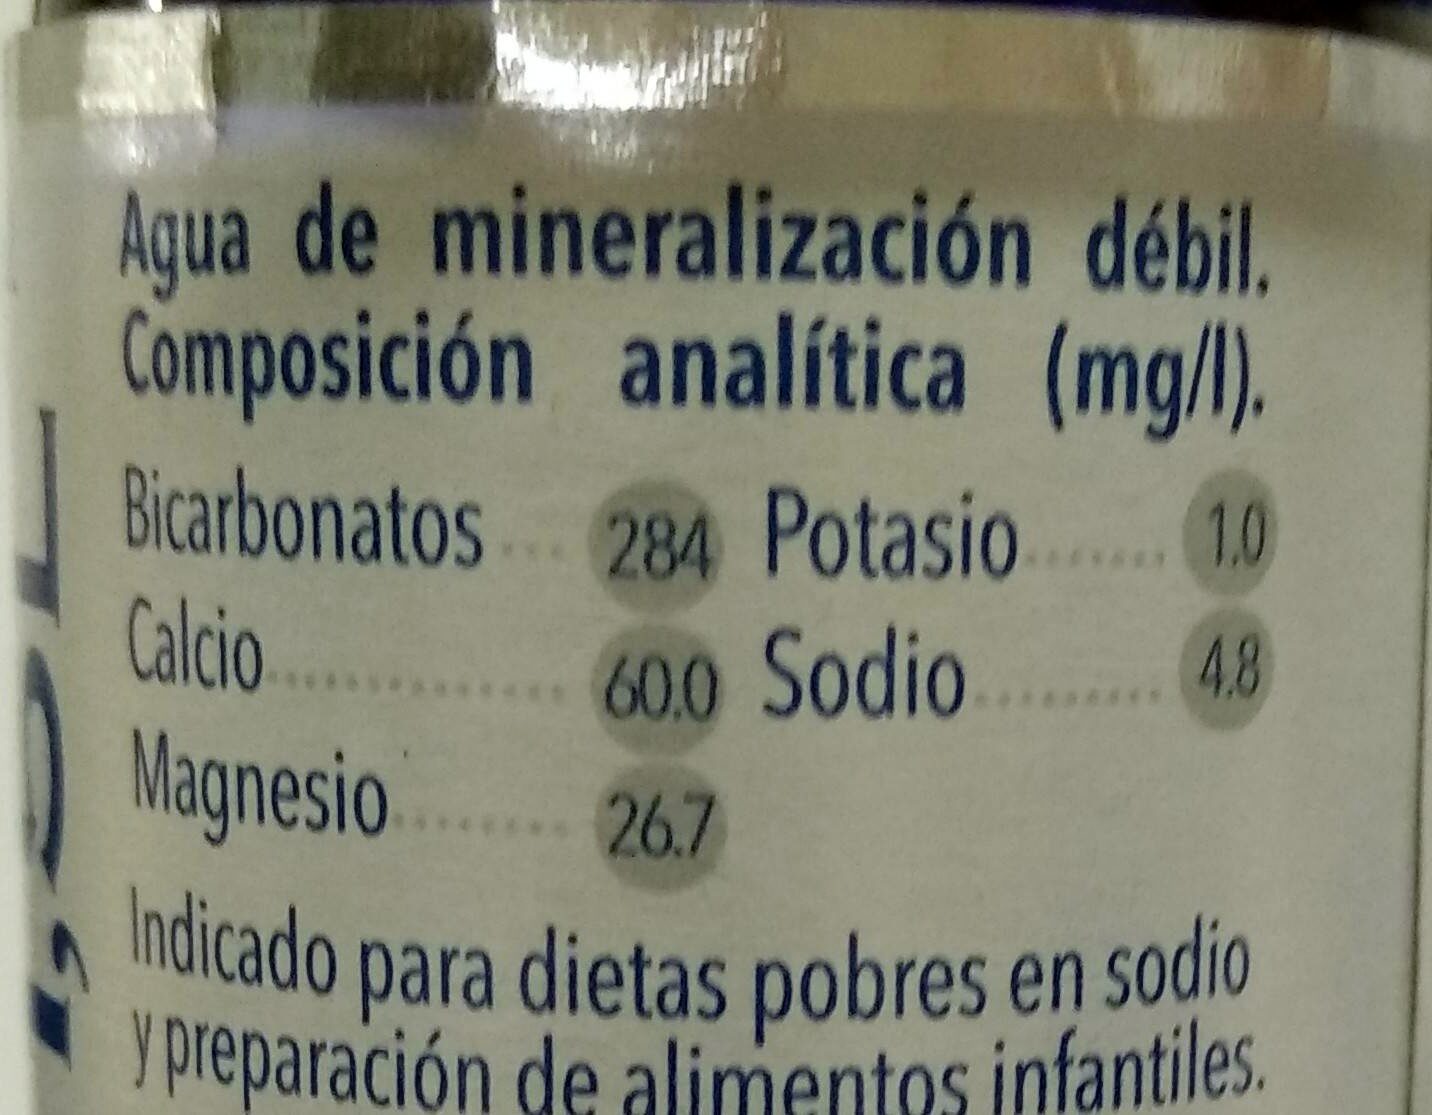 Agua de mineralización débil.
Composición analítica (mg/l).
Bicarbonatos ... 284 Potasio ....... 1.0
Calcio .............. 60.0 Sodio ......... 4.8
Magnesio ........ 26.7
Indicado para dietas pobres en sodio
y preparación de alimentos infantiles.